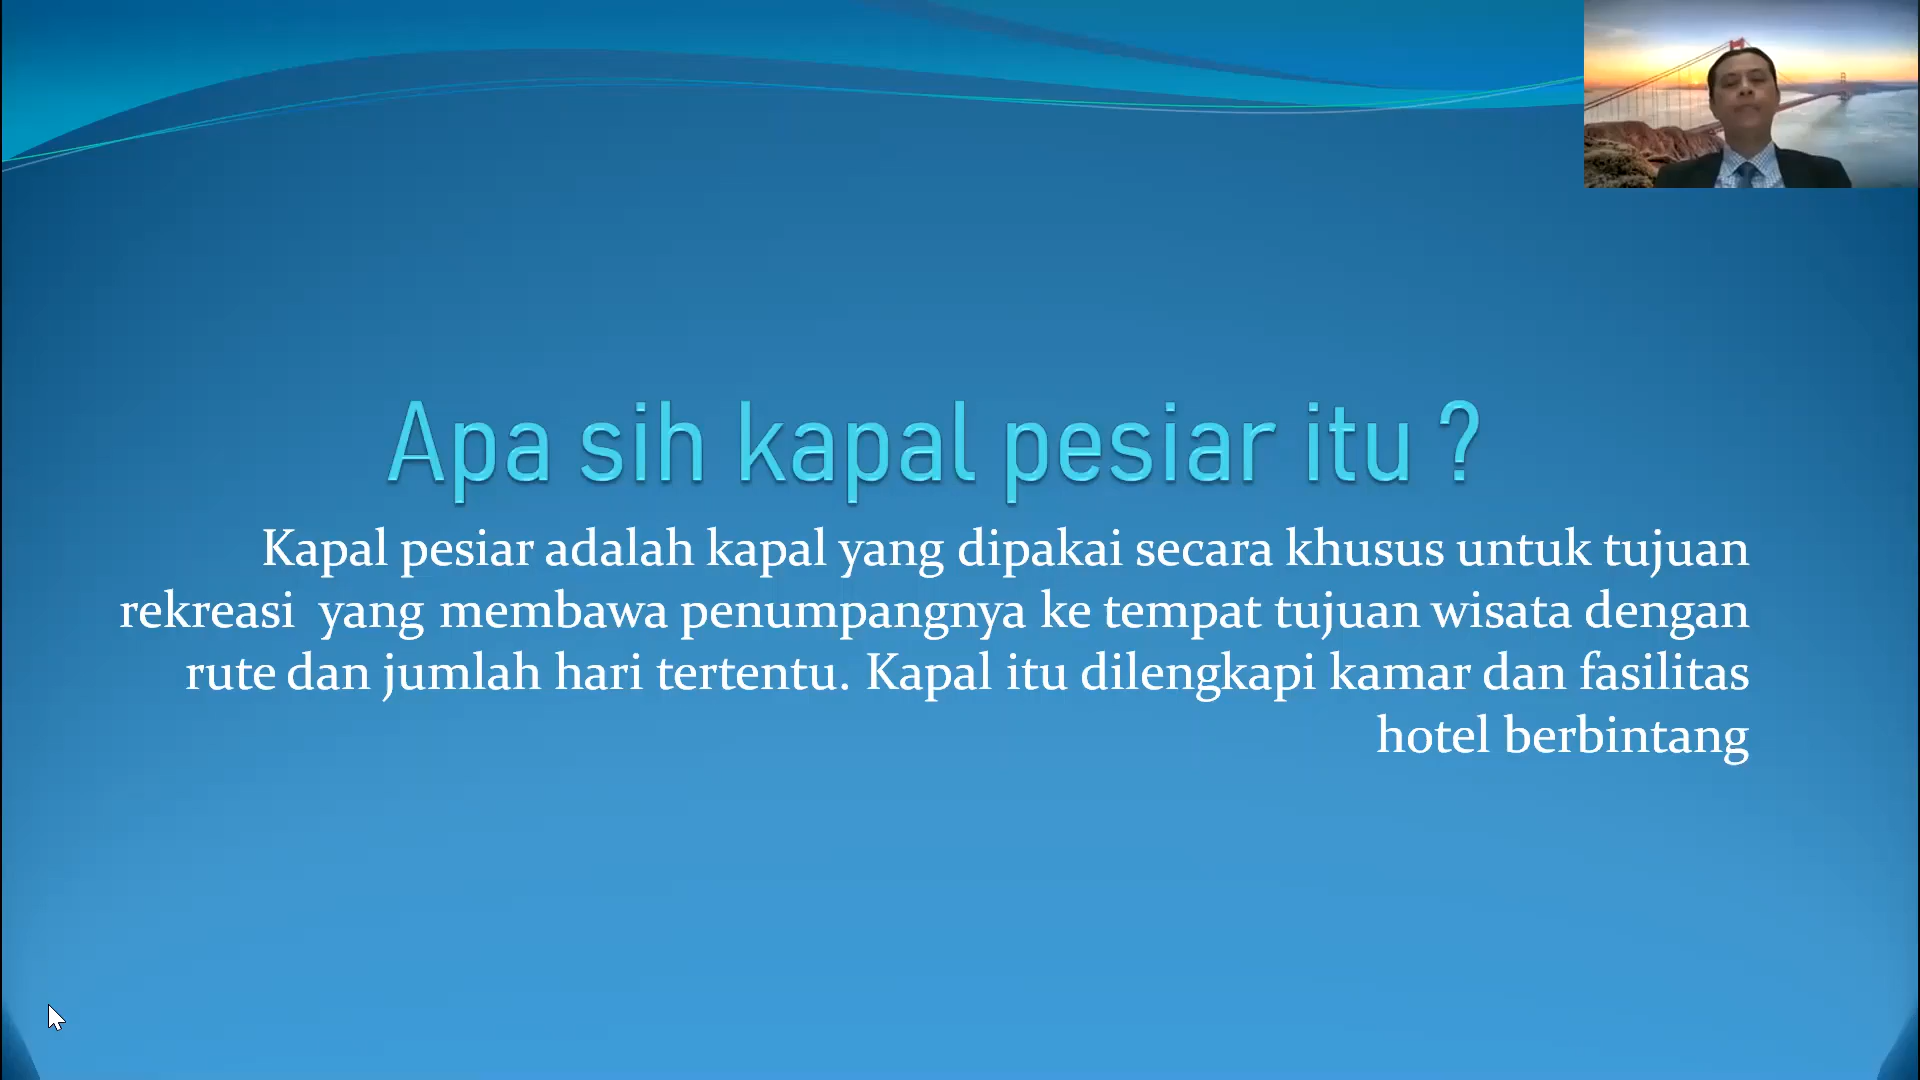 Apa sih kapal pesiar itu ?
Kapal pesiar adalah kapal yang dipakai secara khusus untuk tujuan
rekreasi  yang membawa penumpangnya ke tempat tujuan wisata dengan
rute dan jumlah hari tertentu. Kapal itu dilengkapi kamar dan fasilitas
hotel berbintang